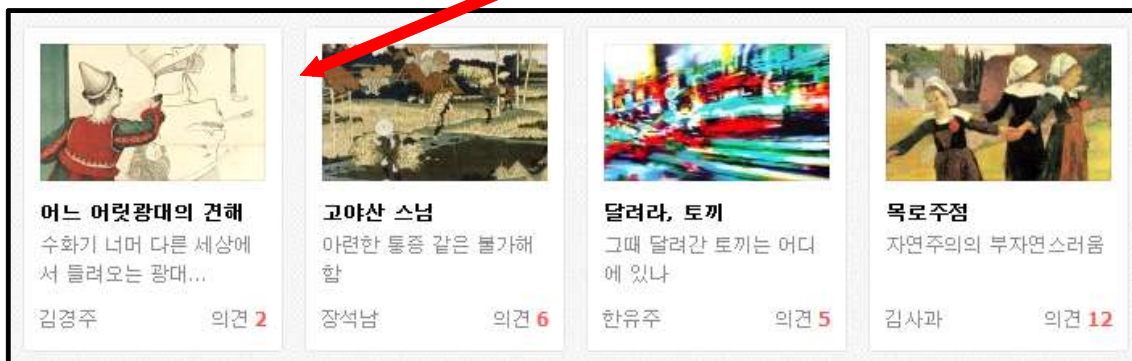 어느 어릿광대의 견해
수화기 너머 다른 세상에
서 들려오는 광대...
김경주 의견 2
고야산 스님
아련한 통증 같은 불가해
함
장석남 의견 6
달려라, 토끼
그때 달려간 토끼는 어디
에 있나
한유주 의견 5
목로주점
자연주의의 부자연스러움
김사과 의견 12